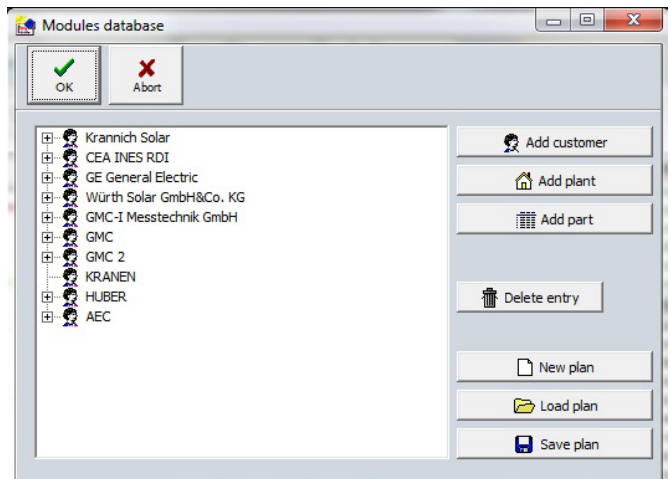 Modules database
OK
Abort
Krannich Solar
CEA INES RDI
GE General Electric
Würth Solar GmbH&Co. KG
GMC-I Messtechnik GmbH
GMC
GMC 2
KRANEN
HUBER
AEC
Add customer
Add plant
Add part
Delete entry
New plan
Load plan
Save plan